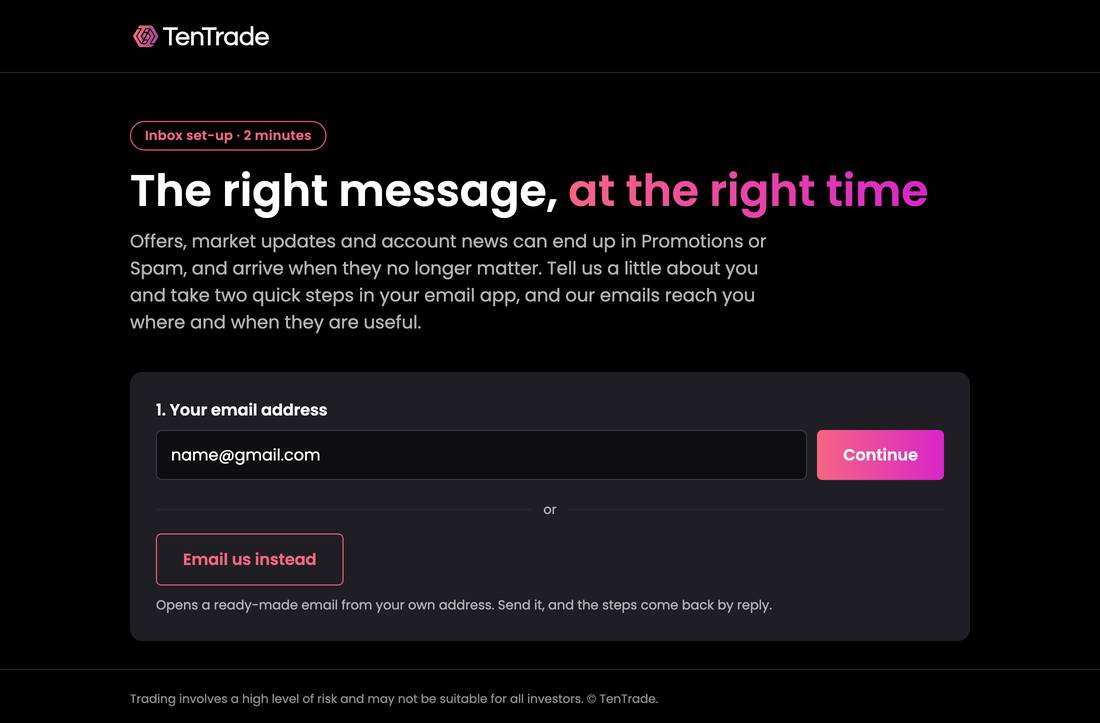 TenTrade
Inbox set-up · 2 minutes
The right message, at the right time
Offers, market updates and account news can end up in Promotions or
Spam, and arrive when they no longer matter. Tell us a little about you
and take two quick steps in your email app, and our emails reach you
where and when they are useful.
1. Your email address
name@gmail.com
Continue
or
Email us instead
Opens a ready-made email from your own address. Send it, and the steps come back by reply.
Trading involves a high level of risk and may not be suitable for all investors. © TenTrade.